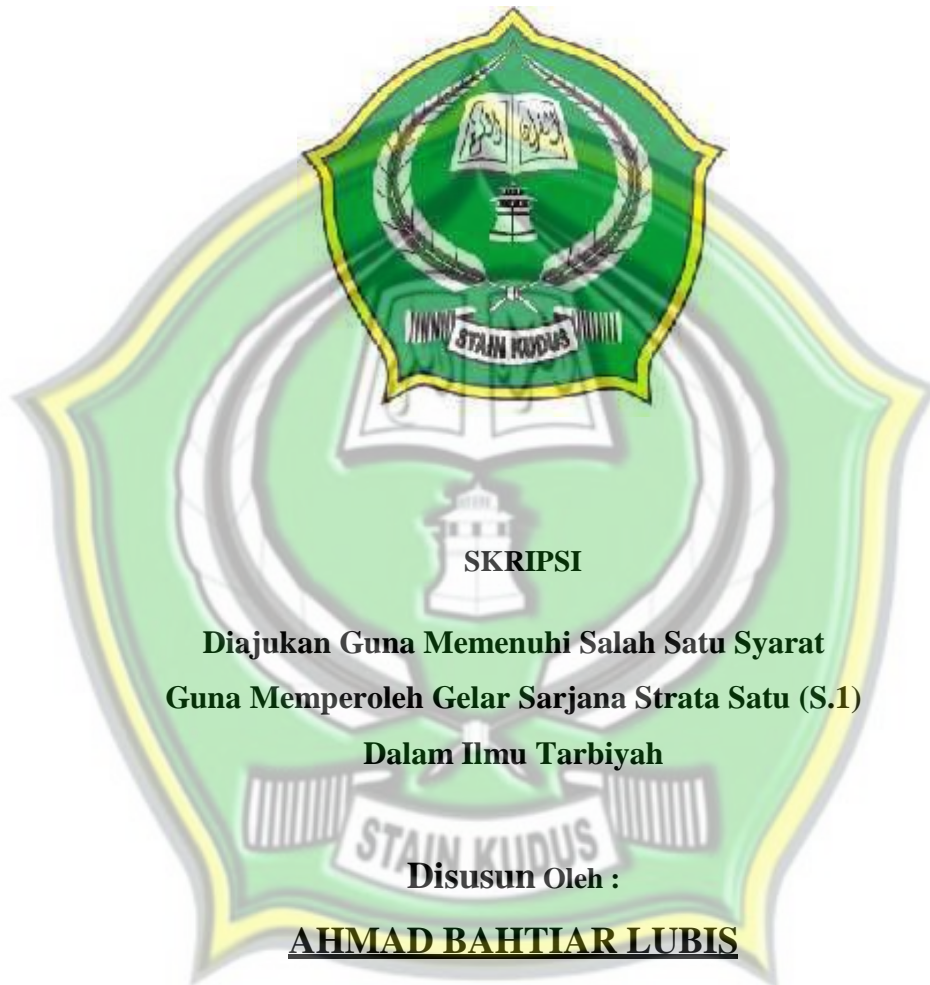 STAIN KUDUS
SKRIPSI
Diajukan Guna Memenuhi Salah Satu Syarat
Guna Memperoleh Gelar Sarjana Strata Satu (S.1)
Dalam Ilmu Tarbiyah
STAIN KUDUS
Disusun Oleh :
AHMAD BAHTIAR LUBIS